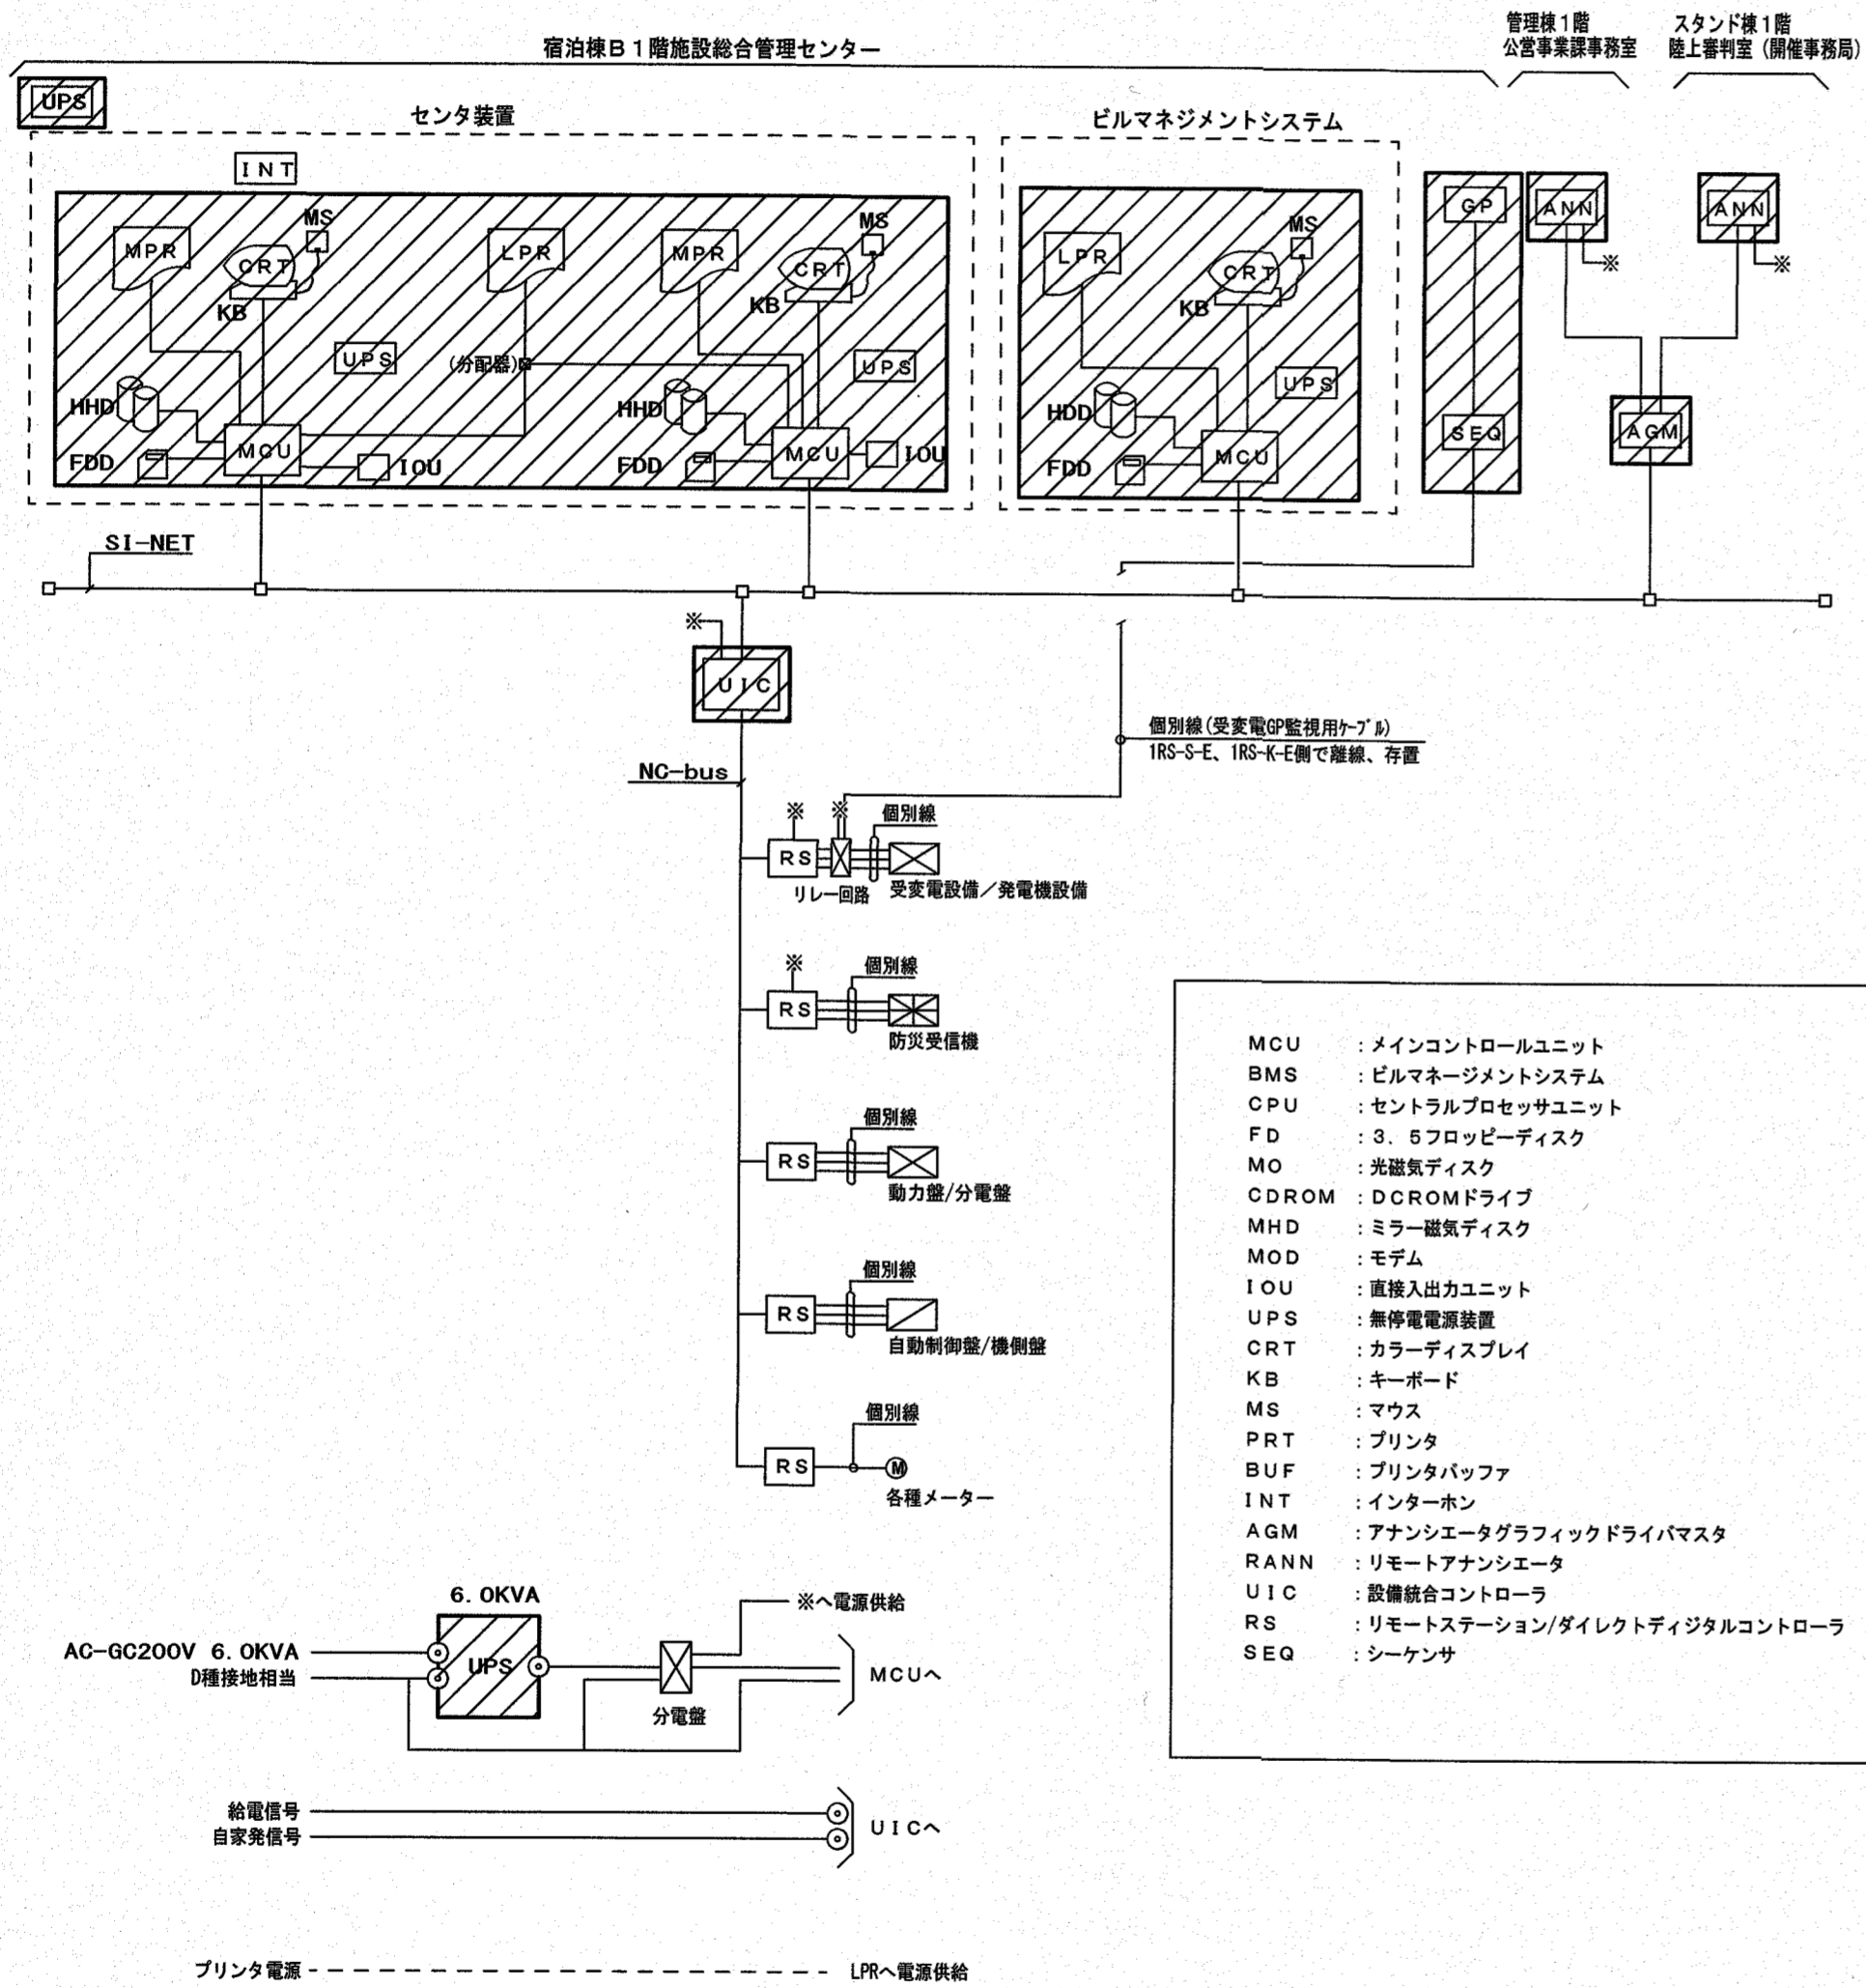 宿泊棟B1階施設総合管理センター
管理棟1階
公営事業課事務室
スタンド棟1階
陸上審判室(開催事務局)
UPS
センタ装置
ビルマネジメントシステム
INT
MPR
CRT
MS
KB
LPR
MPR
CRT
MS
KB
LPR
CRT
MS
KB
GP
ANN
※
ANN
※
UPS
(分配器)
UPS
UPS
HHD
FDD
MCU
IOU
HHD
FDD
MCU
IOU
HDD
FDD
MCU
SEQ
AGM
SI-NET
※
UIC
個別線(受変電GP監視用ケーブル)
1RS-S-E、1RS-K-E側で離線、存置
NC-bus
※
※
個別線
RS
リレー回路
受変電設備/発電機設備
※
個別線
RS
防災受信機
個別線
RS
動力盤/分電盤
個別線
RS
自動制御盤/機側盤
個別線
RS
M
各種メーター
MCU :メインコントロールユニット
BMS :ビルマネージメントシステム
CPU :セントラルプロセッサユニット
FD :3.5フロッピーディスク
MO :光磁気ディスク
CDROM :DCROMドライブ
MHD :ミラー磁気ディスク
MOD :モデム
IOU :直接入出力ユニット
UPS :無停電電源装置
CRT :カラーディスプレイ
KB :キーボード
MS :マウス
PRT :プリンタ
BUF :プリンタバッファ
INT :インターホン
AGM :アナンシエータグラフィックドライバマスタ
RANN :リモートアナンシエータ
UIC :設備統合コントローラ
RS :リモートステーション/ダイレクトディジタルコントローラ
SEQ :シーケンサ
6.0KVA
※へ電源供給
AC-GC200V 6.0KVA
D種接地相当
UPS
分電盤
MCUへ
給電信号
自家発信号
UICへ
プリンタ電源
LPRへ電源供給